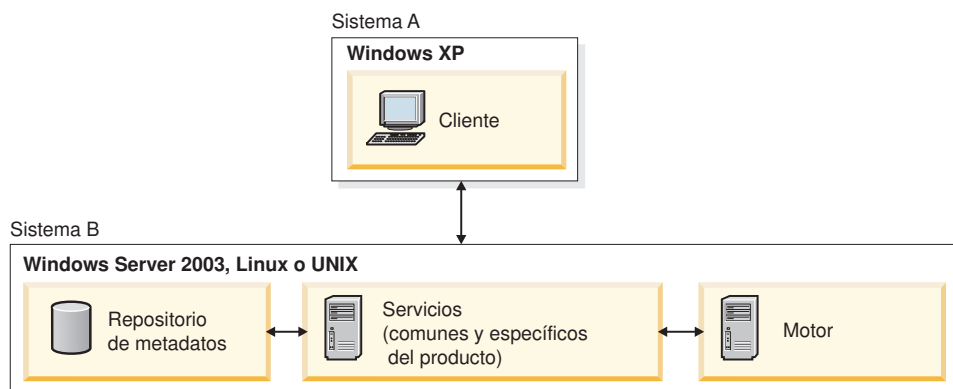 Sistema A
Windows XP
Cliente
Sistema B
Windows Server 2003, Linux o UNIX
Repositorio
de metadatos
Servicios
(comunes y específicos
del producto)
Motor